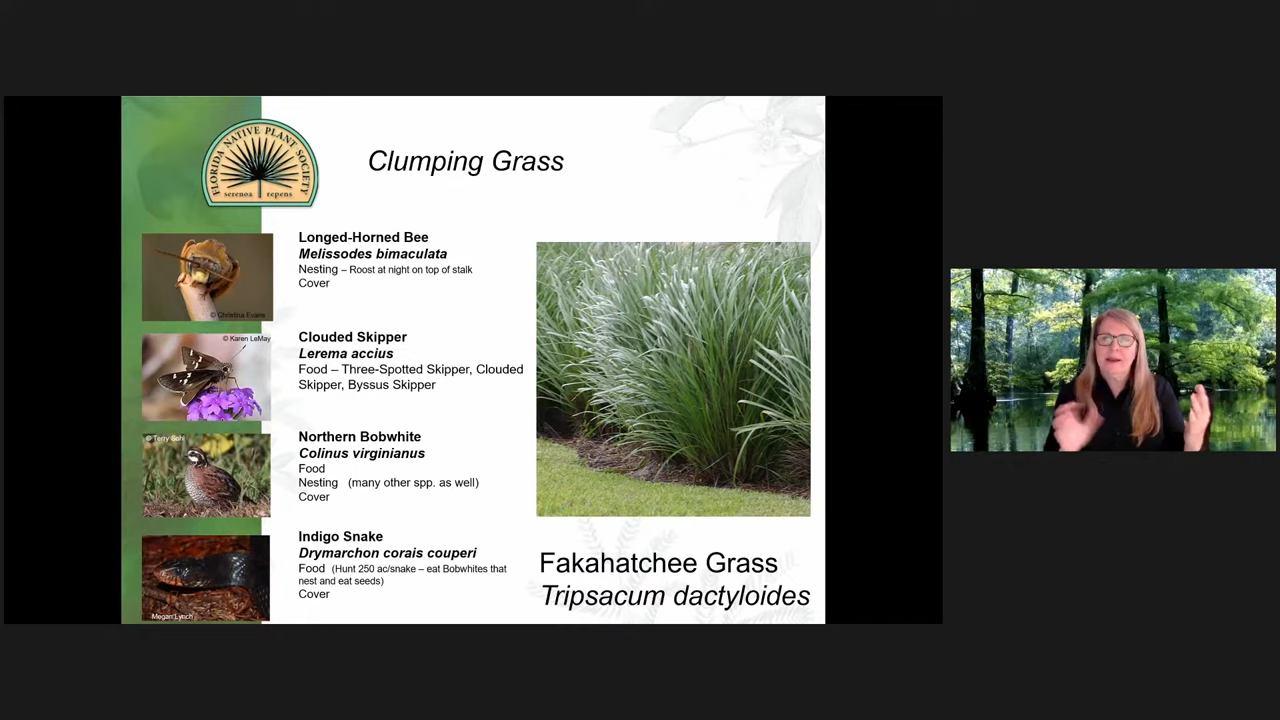 FLORIDA NATIVE PLANT SOCIETY
serenoa repens
Clumping Grass
© Christina Evans
Longed-Horned Bee
Melissodes bimaculata
Nesting – Roost at night on top of stalk
Cover
© Karen LeMay
Clouded Skipper
Lerema accius
Food – Three-Spotted Skipper, Clouded
Skipper, Byssus Skipper
© Terry Bohl
Northern Bobwhite
Colinus virginianus
Food
Nesting (many other spp. as well)
Cover
Megan Lynch
Indigo Snake
Drymarchon corais couperi
Food (Hunt 250 ac/snake – eat Bobwhites that
nest and eat seeds)
Cover
Fakahatchee Grass
Tripsacum dactyloides